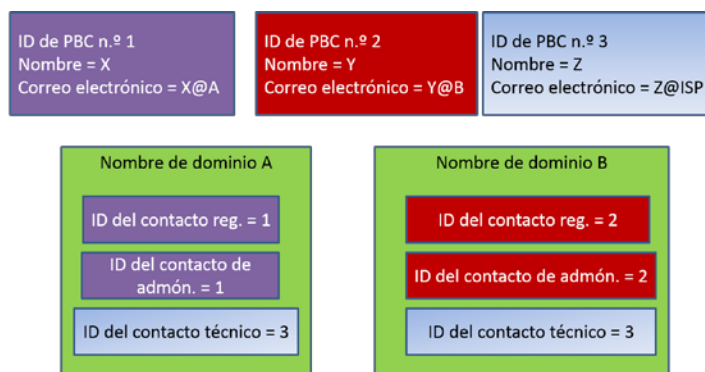 ID de PBC n.º 1
Nombre = X
Correo electrónico = X@A
ID de PBC n.º 2
Nombre = Y
Correo electrónico = Y@B
ID de PBC n.º 3
Nombre = Z
Correo electrónico = Z@ISP
Nombre de dominio A
ID del contacto reg. = 1
ID del contacto de
admón. = 1
ID del contacto técnico = 3
Nombre de dominio B
ID del contacto reg. = 2
ID del contacto de admón. = 2
ID del contacto técnico = 3